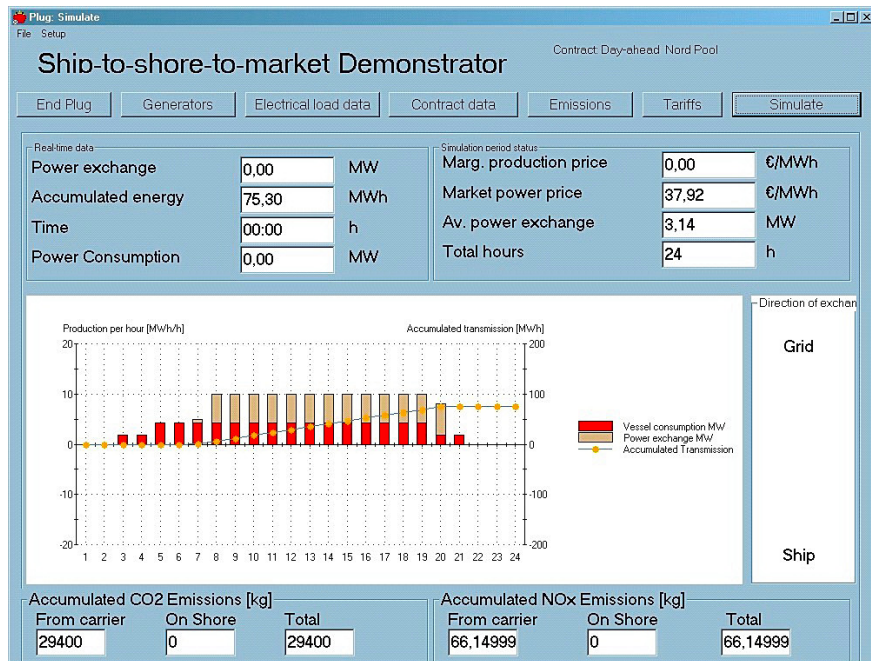 Plug: Simulate
File Setup
Ship-to-shore-to-market Demonstrator
Contract: Day-ahead Nord Pool
End Plug Generators Electrical load data Contract data Emissions Tariffs Simulate
Real-time data
Power exchange 0,00 MW
Accumulated energy 75,30 MWh
Time 00:00 h
Power Consumption 0,00 MW
Simulation period status
Marg. production price 0,00 €/MWh
Market power price 37,92 €/MWh
Av. power exchange 3,14 MW
Total hours 24 h
Production per hour [MWh/h] Accumulated transmission [MWh]
20 200
10 100
0 0
-10 -100
-20 -200
1 2 3 4 5 6 7 8 9 10 11 12 13 14 15 16 17 18 19 20 21 22 23 24
Vessel consumption MW
Power exchange MW
Accumulated Transmission
Direction of exchan
Grid
Ship
Accumulated CO2 Emissions [kg]
From carrier On Shore Total
29400 0 29400
Accumulated NOx Emissions [kg]
From carrier On Shore Total
66,14999 0 66,14999